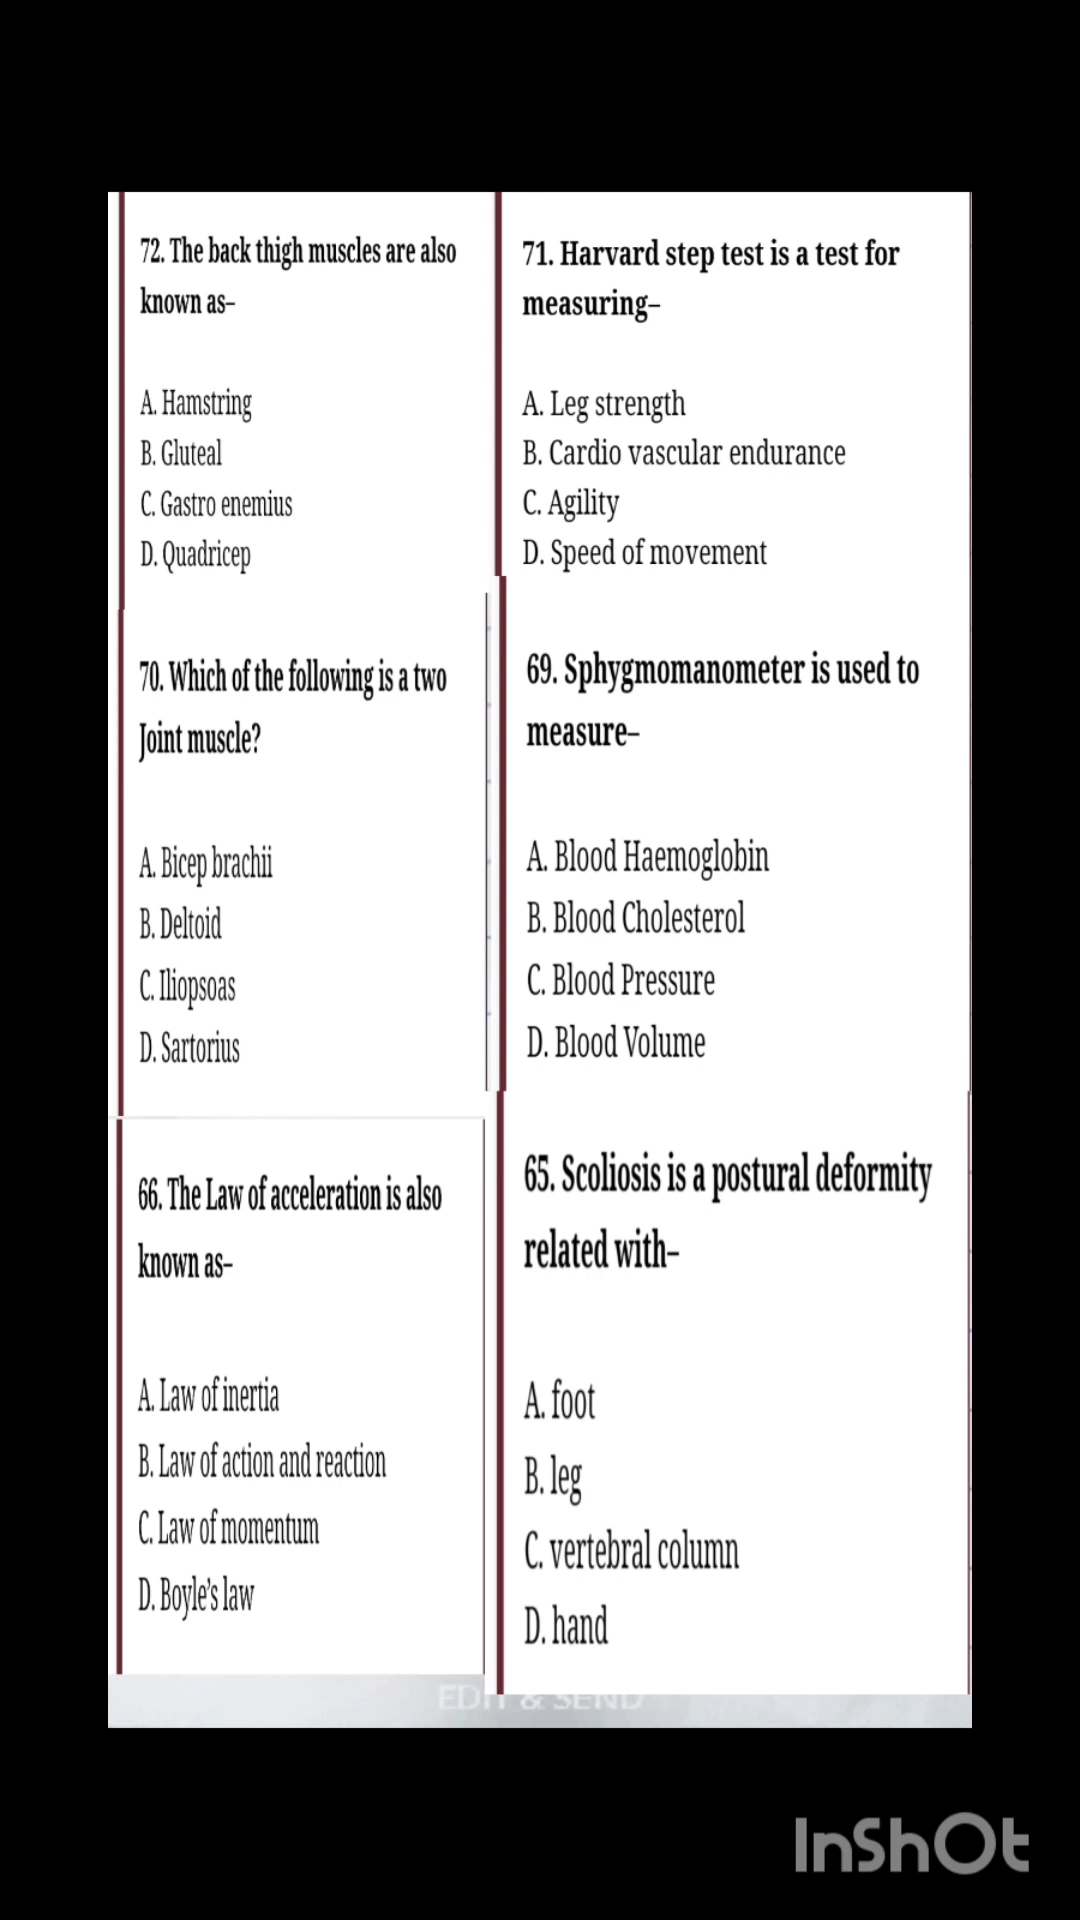 72. The back thigh muscles are also
known as–
A. Hamstring
B. Gluteal
C. Gastro enemius
D. Quadricep
71. Harvard step test is a test for
measuring–
A. Leg strength
B. Cardio vascular endurance
C. Agility
D. Speed of movement
70. Which of the following is a two
Joint muscle?
A. Bicep brachii
B. Deltoid
C. Iliopsoas
D. Sartorius
69. Sphygmomanometer is used to
measure–
A. Blood Haemoglobin
B. Blood Cholesterol
C. Blood Pressure
D. Blood Volume
66. The Law of acceleration is also
known as–
A. Law of inertia
B. Law of action and reaction
C. Law of momentum
D. Boyle's law
65. Scoliosis is a postural deformity
related with–
A. foot
B. leg
C. vertebral column
D. hand
EDIT & SEND
InShOt